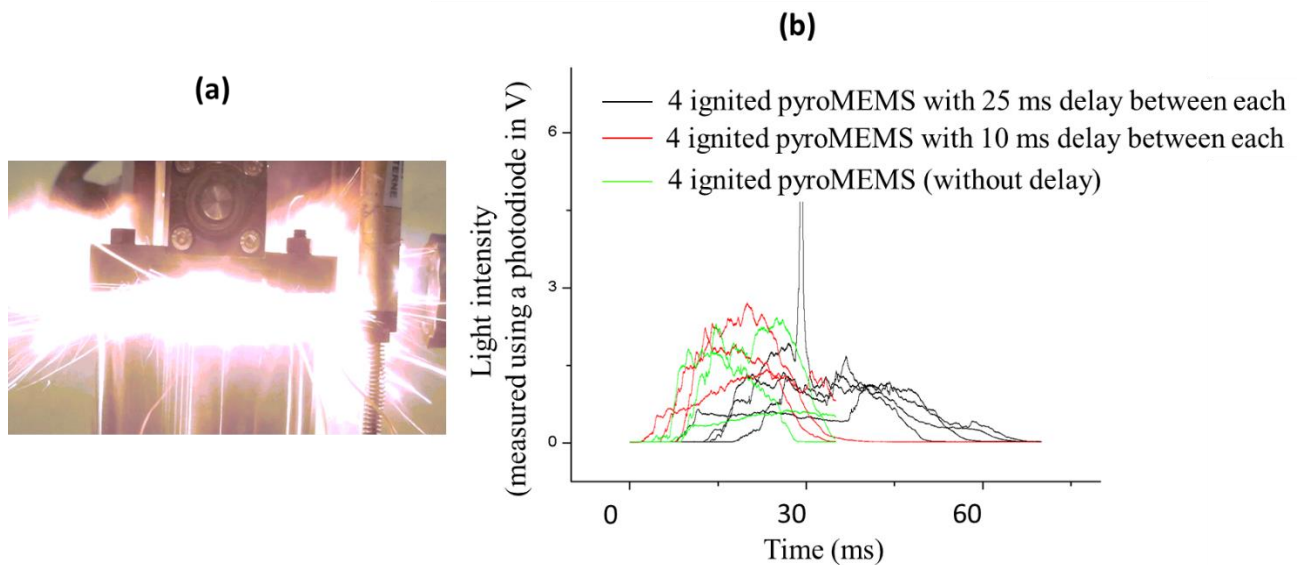 (a)
TERNE
(b)
4 ignited pyroMEMS with 25 ms delay between each
4 ignited pyroMEMS with 10 ms delay between each
4 ignited pyroMEMS (without delay)
Light intensity
(measured using a photodiode in V)
6
3
0
0 30 60
Time (ms)